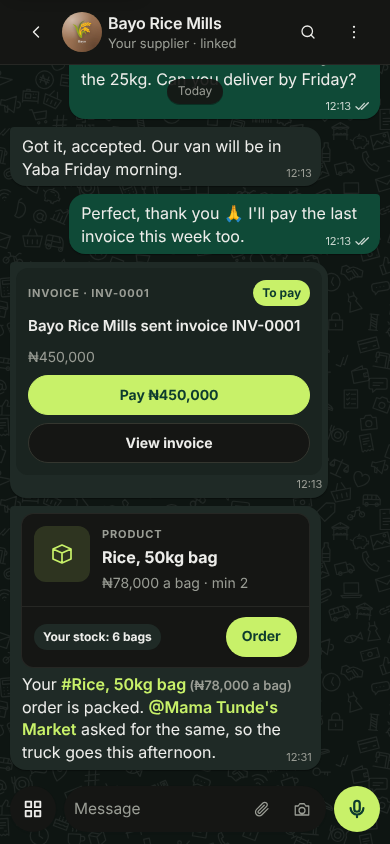 Bayo Rice Mills
Your supplier · linked
the 25kg. Can you deliver by Friday?
Today
12:13
Got it, accepted. Our van will be in
Yaba Friday morning.
12:13
Perfect, thank you 🙏 I'll pay the last
invoice this week too.
12:13
INVOICE · INV-0001
To pay
Bayo Rice Mills sent invoice INV-0001
₦450,000
Pay ₦450,000
View invoice
12:13
PRODUCT
Rice, 50kg bag
₦78,000 a bag · min 2
Your stock: 6 bags
Order
Your #Rice, 50kg bag (₦78,000 a bag)
order is packed. @Mama Tunde's
Market asked for the same, so the
truck goes this afternoon.
12:31
Message